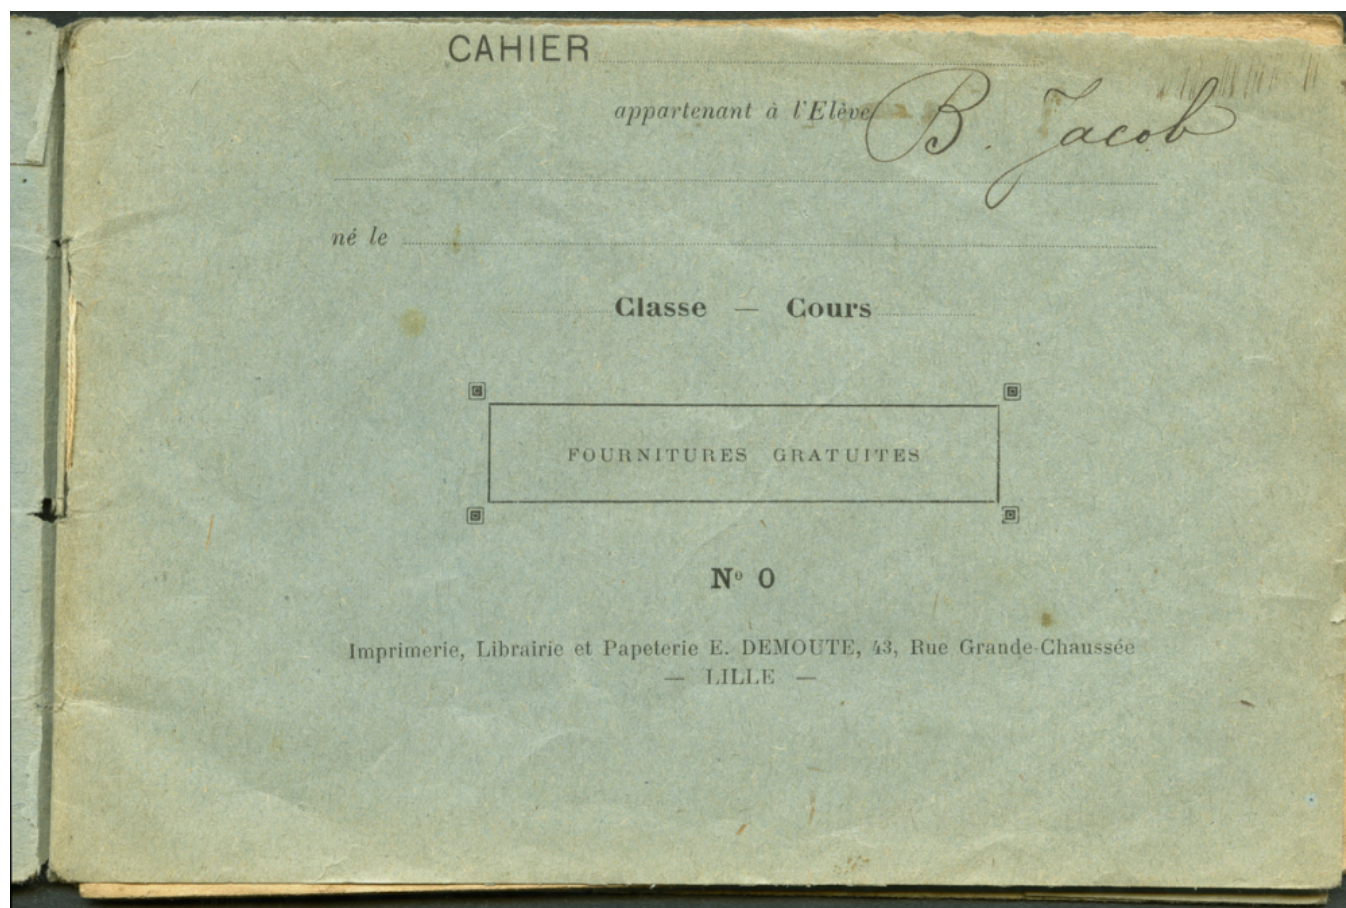 CAHIER
appartenant à l'Elève B. Jacob
né le
Classe — Cours
FOURNITURES GRATUITES
Nº 0
Imprimerie, Librairie et Papeterie E. DEMOUTE, 43, Rue Grande-Chaussée
— LILLE —